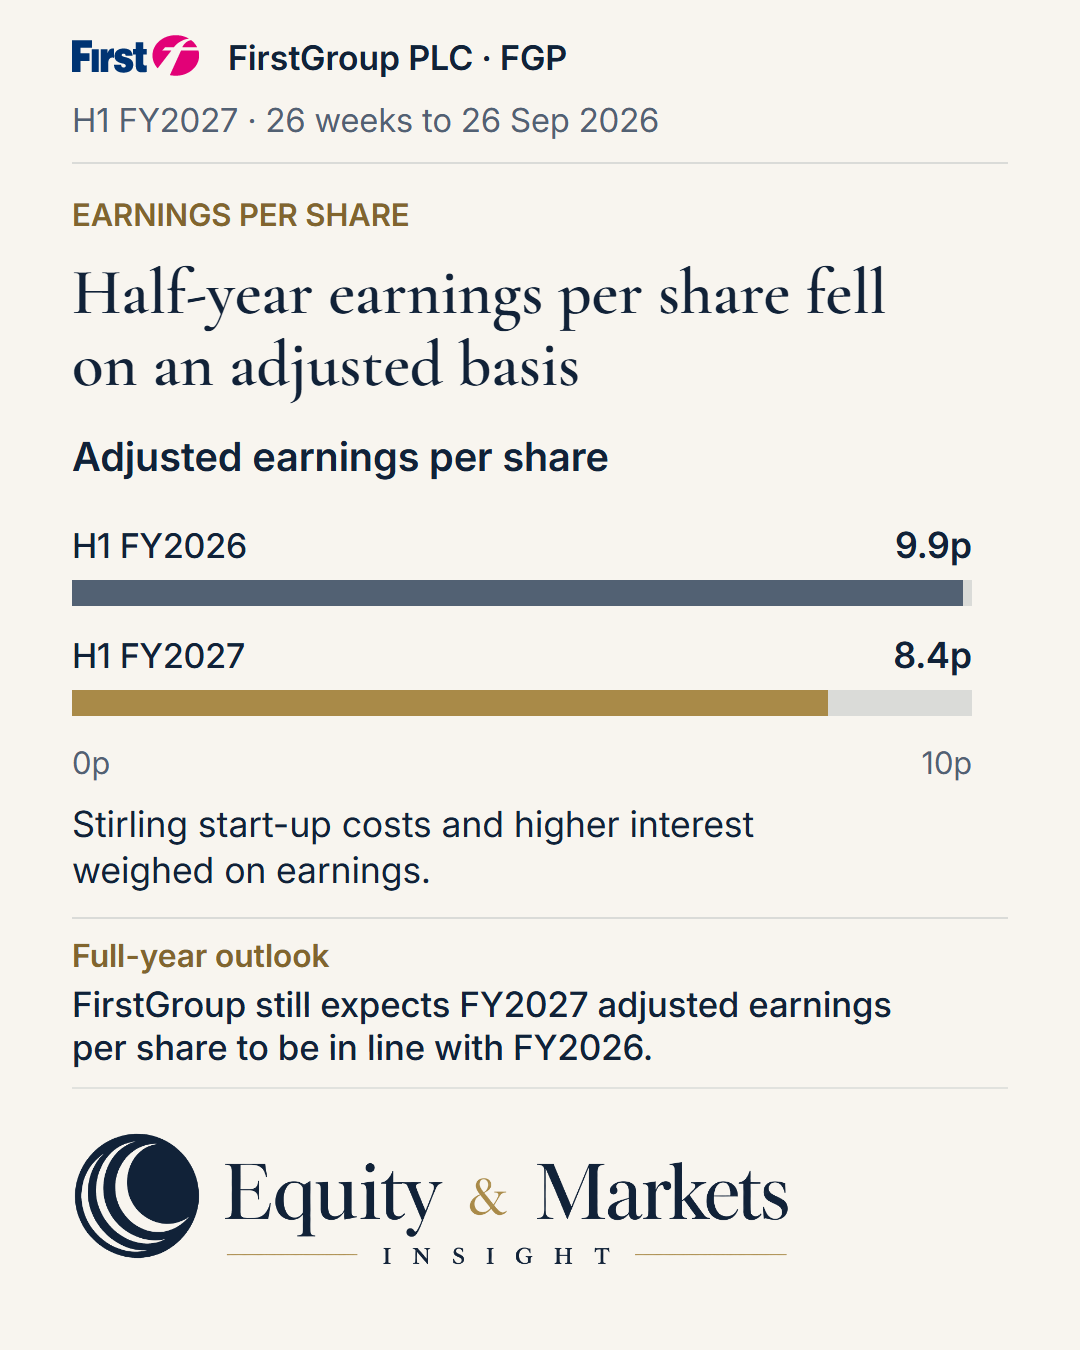 First
FirstGroup PLC · FGP
H1 FY2027 · 26 weeks to 26 Sep 2026
EARNINGS PER SHARE
Half-year earnings per share fell
on an adjusted basis
Adjusted earnings per share
H1 FY2026 9.9p
H1 FY2027 8.4p
0p 10p
Stirling start-up costs and higher interest
weighed on earnings.
Full-year outlook
FirstGroup still expects FY2027 adjusted earnings
per share to be in line with FY2026.
Equity & Markets
INSIGHT